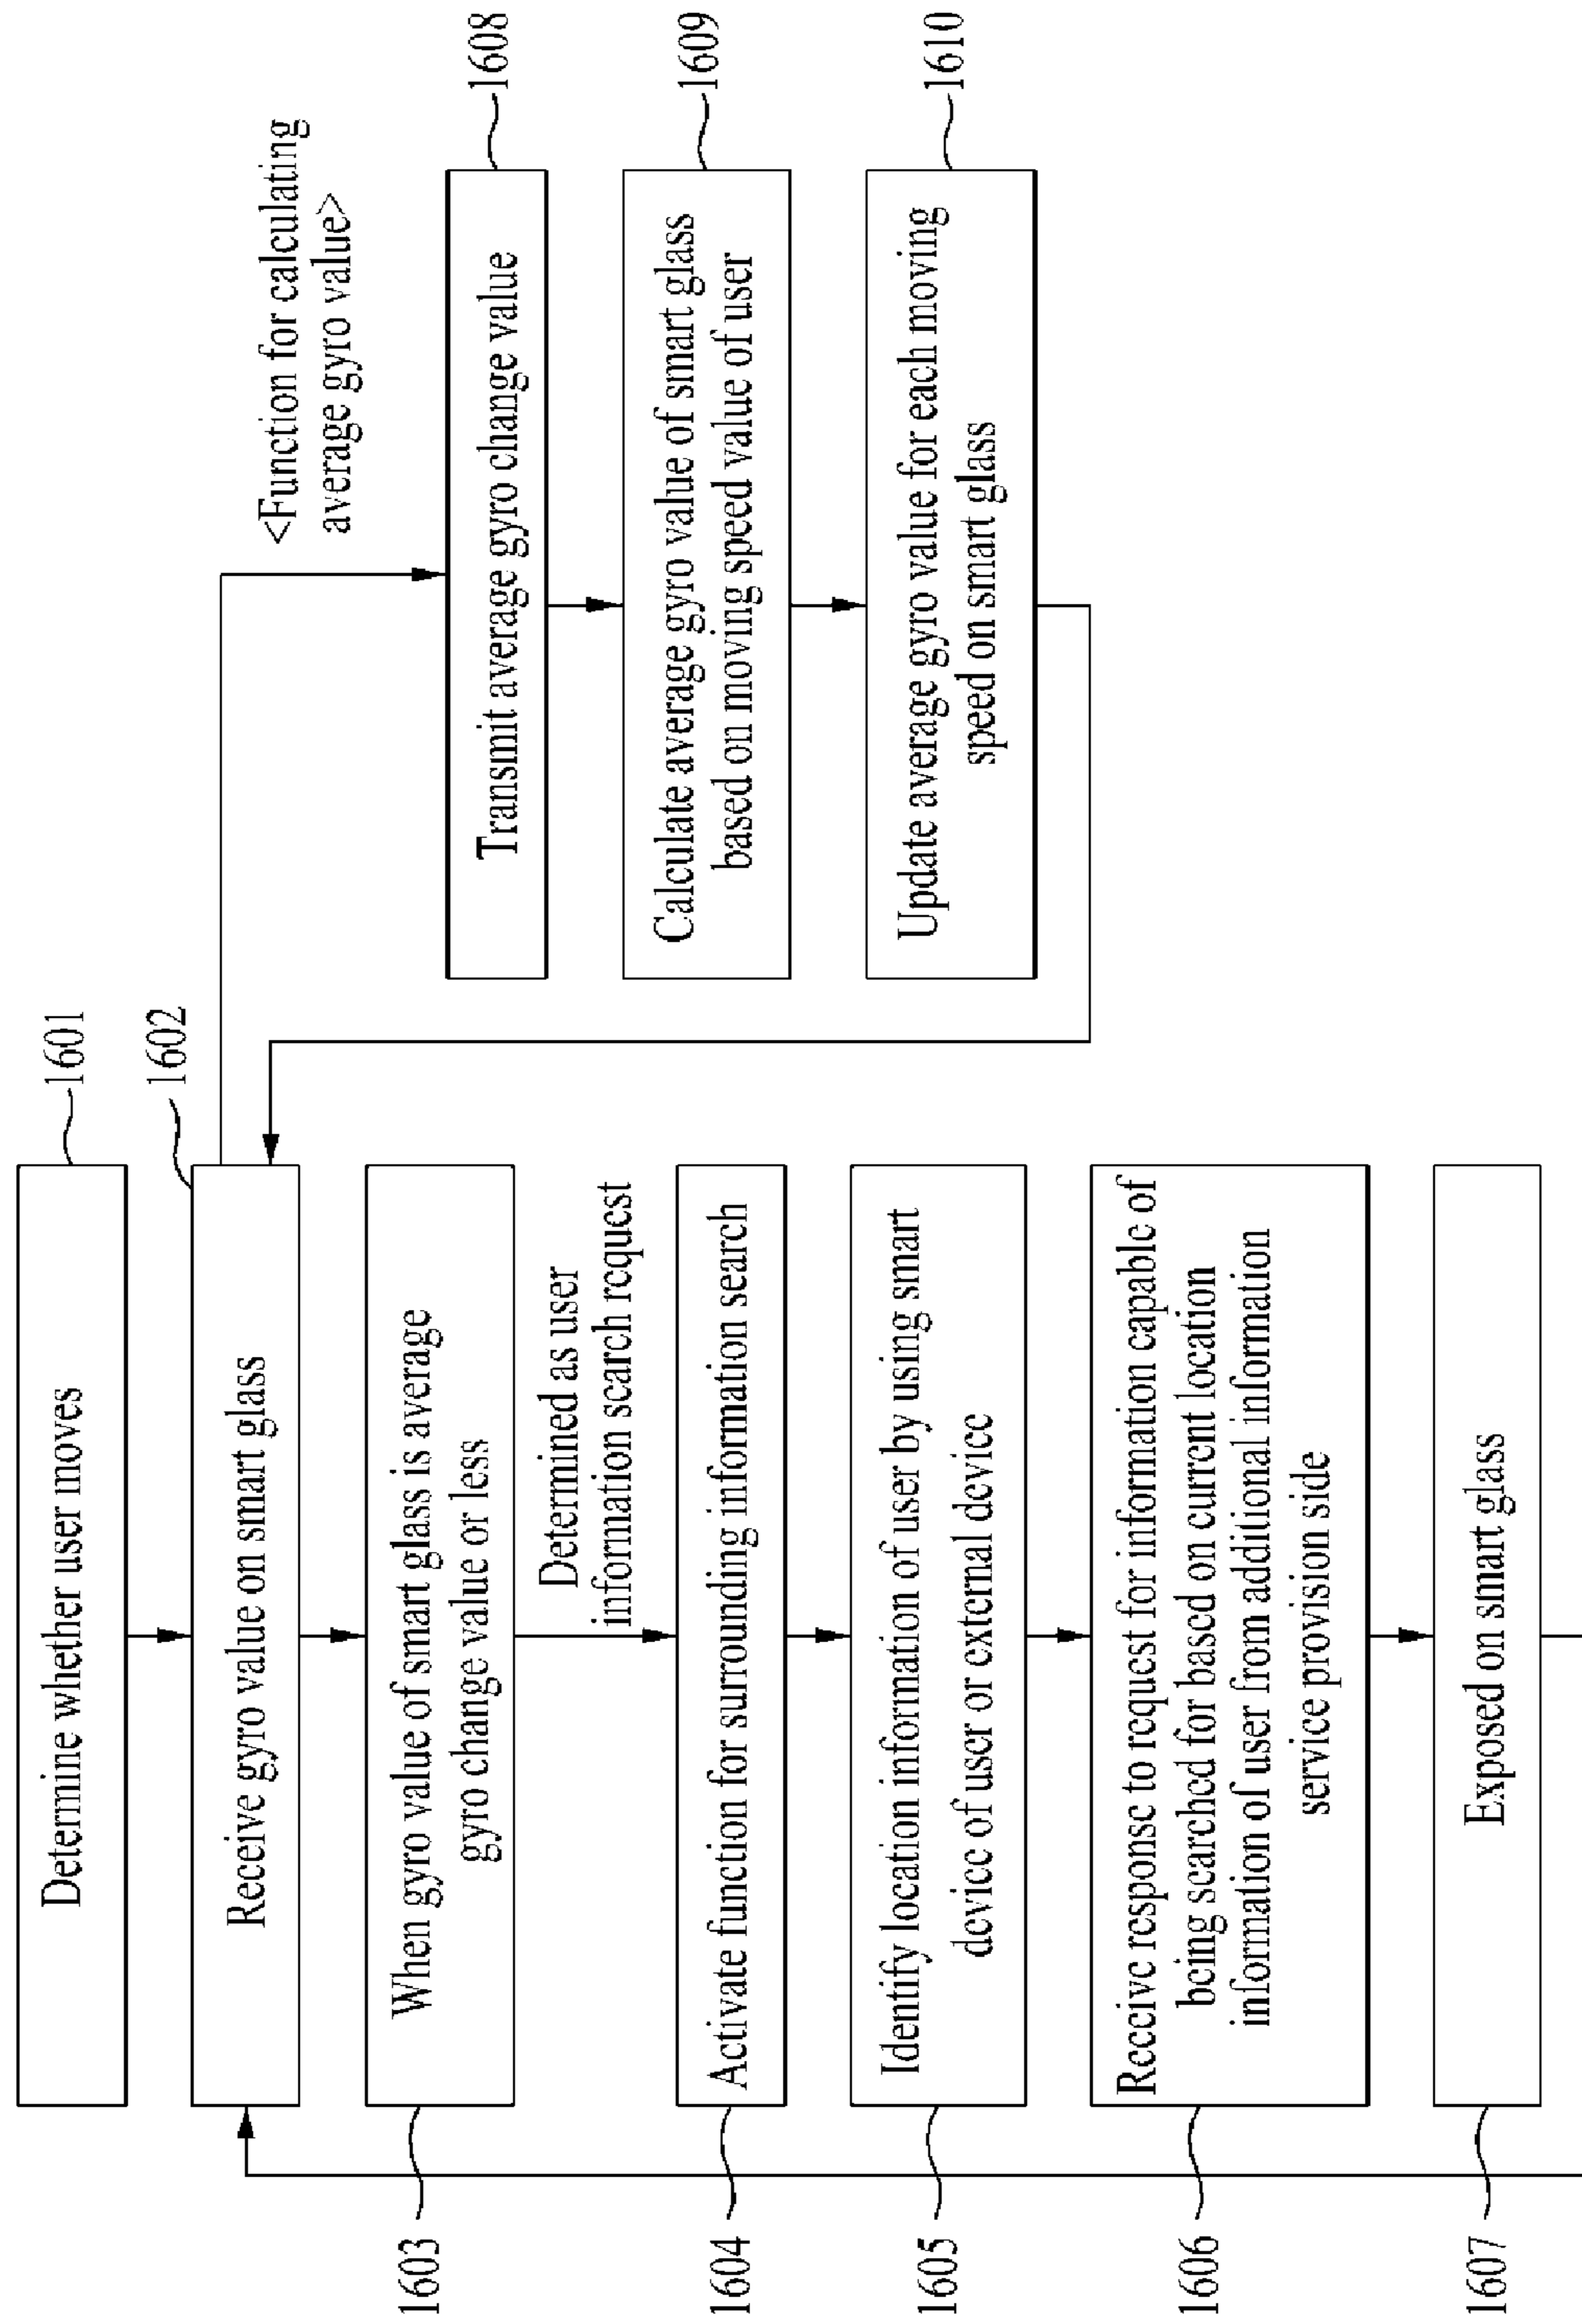 Determine whether user moves
1601
Receive gyro value on smart glass
1602
When gyro value of smart glass is average
gyro change value or less
1603
Determined as user
information search request
Activate function for surrounding information search
1604
Identify location information of user by using smart
device of user or external device
1605
Receive response to request for information capable of
being searched for based on current location
information of user from additional information
service provision side
1606
Exposed on smart glass
1607
<Function for calculating
average gyro value>
Transmit average gyro change value
1608
Calculate average gyro value of smart glass
based on moving speed value of user
1609
Update average gyro value for each moving
speed on smart glass
1610